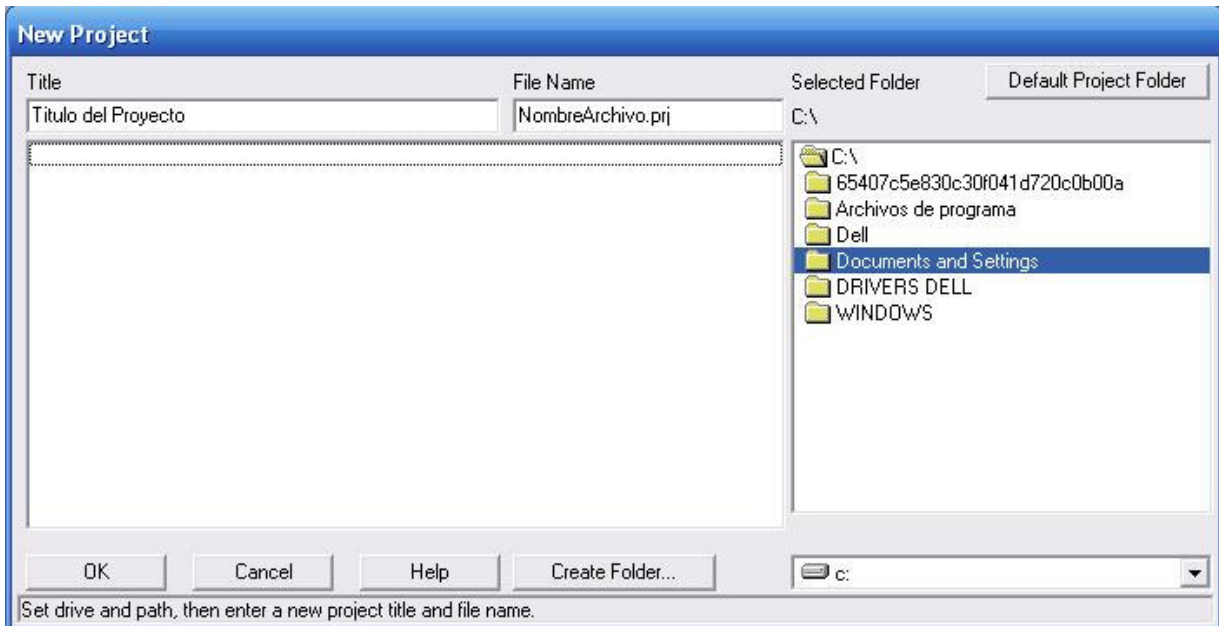 New Project
Title File Name Selected Folder Default Project Folder
Titulo del Proyecto NombreArchivo.prj C:\
C:\
65407c5e830c30f041d720c0b00a
Archivos de programa
Dell
Documents and Settings
DRIVERS DELL
WINDOWS
OK Cancel Help Create Folder... c:
Set drive and path, then enter a new project title and file name.